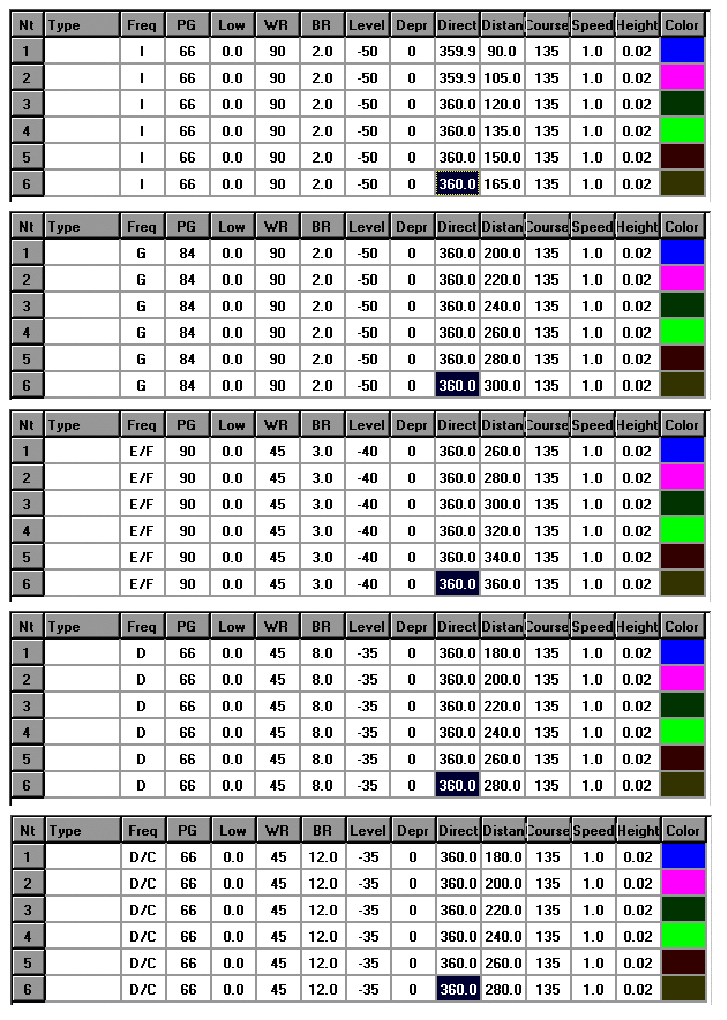 Nt Type Freq PG Low WR BR Level Depr Direct Distan Course Speed Height Color
1 I 66 0.0 90 2.0 -50 0 359.9 90.0 135 1.0 0.02
2 I 66 0.0 90 2.0 -50 0 359.9 105.0 135 1.0 0.02
3 I 66 0.0 90 2.0 -50 0 360.0 120.0 135 1.0 0.02
4 I 66 0.0 90 2.0 -50 0 360.0 135.0 135 1.0 0.02
5 I 66 0.0 90 2.0 -50 0 360.0 150.0 135 1.0 0.02
6 I 66 0.0 90 2.0 -50 0 360.0 165.0 135 1.0 0.02
Nt Type Freq PG Low WR BR Level Depr Direct Distan Course Speed Height Color
1 G 84 0.0 90 2.0 -50 0 360.0 200.0 135 1.0 0.02
2 G 84 0.0 90 2.0 -50 0 360.0 220.0 135 1.0 0.02
3 G 84 0.0 90 2.0 -50 0 360.0 240.0 135 1.0 0.02
4 G 84 0.0 90 2.0 -50 0 360.0 260.0 135 1.0 0.02
5 G 84 0.0 90 2.0 -50 0 360.0 280.0 135 1.0 0.02
6 G 84 0.0 90 2.0 -50 0 360.0 300.0 135 1.0 0.02
Nt Type Freq PG Low WR BR Level Depr Direct Distan Course Speed Height Color
1 E/F 90 0.0 45 3.0 -40 0 360.0 260.0 135 1.0 0.02
2 E/F 90 0.0 45 3.0 -40 0 360.0 280.0 135 1.0 0.02
3 E/F 90 0.0 45 3.0 -40 0 360.0 300.0 135 1.0 0.02
4 E/F 90 0.0 45 3.0 -40 0 360.0 320.0 135 1.0 0.02
5 E/F 90 0.0 45 3.0 -40 0 360.0 340.0 135 1.0 0.02
6 E/F 90 0.0 45 3.0 -40 0 360.0 360.0 135 1.0 0.02
Nt Type Freq PG Low WR BR Level Depr Direct Distan Course Speed Height Color
1 D 66 0.0 45 8.0 -35 0 360.0 180.0 135 1.0 0.02
2 D 66 0.0 45 8.0 -35 0 360.0 200.0 135 1.0 0.02
3 D 66 0.0 45 8.0 -35 0 360.0 220.0 135 1.0 0.02
4 D 66 0.0 45 8.0 -35 0 360.0 240.0 135 1.0 0.02
5 D 66 0.0 45 8.0 -35 0 360.0 260.0 135 1.0 0.02
6 D 66 0.0 45 8.0 -35 0 360.0 280.0 135 1.0 0.02
Nt Type Freq PG Low WR BR Level Depr Direct Distan Course Speed Height Color
1 D/C 66 0.0 45 12.0 -35 0 360.0 180.0 135 1.0 0.02
2 D/C 66 0.0 45 12.0 -35 0 360.0 200.0 135 1.0 0.02
3 D/C 66 0.0 45 12.0 -35 0 360.0 220.0 135 1.0 0.02
4 D/C 66 0.0 45 12.0 -35 0 360.0 240.0 135 1.0 0.02
5 D/C 66 0.0 45 12.0 -35 0 360.0 260.0 135 1.0 0.02
6 D/C 66 0.0 45 12.0 -35 0 360.0 280.0 135 1.0 0.02